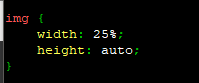 img {
    width: 25%;
    height: auto;
}